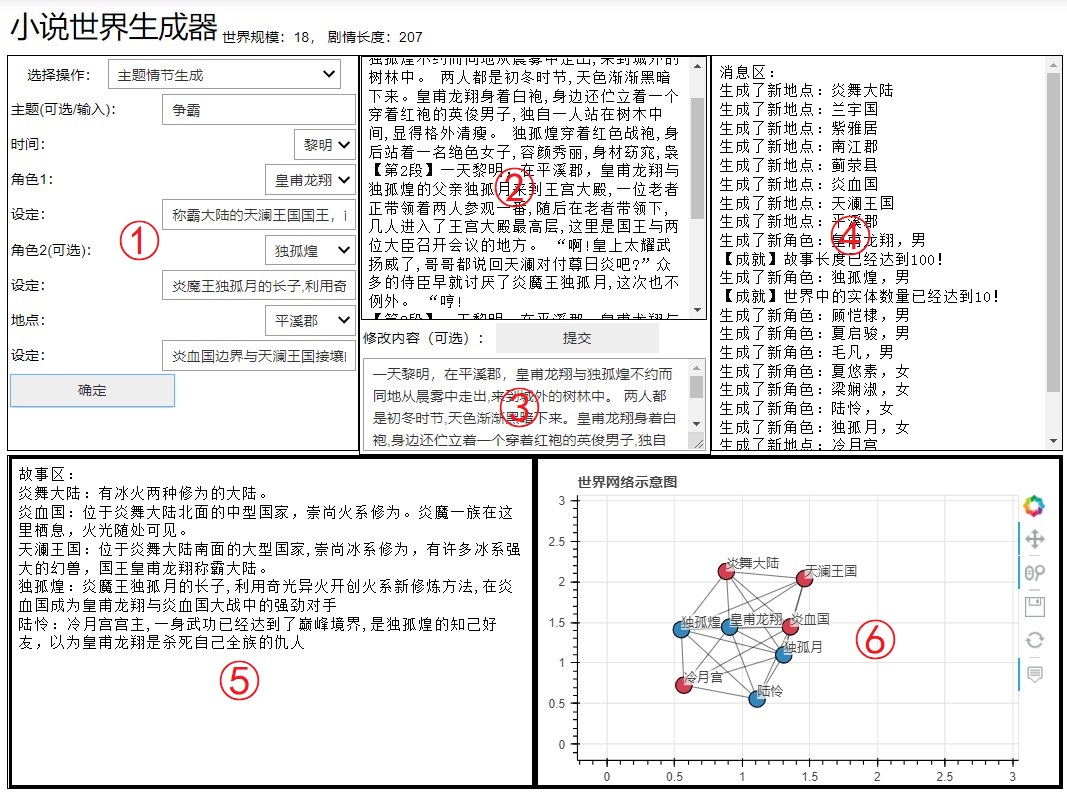 小说世界生成器 世界规模：18， 剧情长度：207
选择操作： 主题情节生成
主题(可选/输入)： 争霸
时间： 黎明
角色1： 皇甫龙翔
设定： 称霸大陆的天澜王国国王，
角色2(可选)： 独孤煌
设定： 炎魔王独孤月的长子,利用奇
地点： 平溪郡
设定： 炎血国边界与天澜王国接壤
确定
①
独孤煌不约而同地从晨雾中走出,来到城外的
树林中。 两人都是初冬时节,天色渐渐黑暗
下来。皇甫龙翔身着白袍,身边还伫立着一个
穿着红袍的英俊男子,独自一人站在树木中
间,显得格外清瘦。 独孤煌穿着红色战袍,身
后站着一名绝色女子,容颜秀丽,身材窈窕,袅
【第2段】一天黎明，在平溪郡，皇甫龙翔与
独孤煌的父亲独孤月来到王宫大殿,一位老者
正带领着两人参观一番,随后在老者带领下,
几人进入了王宫大殿最高层,这里是国王与两
位大臣召开会议的地方。 “啊!皇上太耀武
扬威了,哥哥都说回天澜对付尊日炎吧?”众
多的侍臣早就讨厌了炎魔王独孤月,这次也不
例外。 “哼!
【第3段】一天黎明，在平溪郡，皇甫龙翔与
②
修改内容（可选）： 提交
一天黎明，在平溪郡，皇甫龙翔与独孤煌不约而
同地从晨雾中走出,来到城外的树林中。 两人都
是初冬时节,天色渐渐黑暗下来。皇甫龙翔身着白
袍,身边还伫立着一个穿着红袍的英俊男子,独自
③
消息区：
生成了新地点：炎舞大陆
生成了新地点：兰宇国
生成了新地点：紫雅居
生成了新地点：南江郡
生成了新地点：蓟荥县
生成了新地点：炎血国
生成了新地点：天澜王国
生成了新地点：平溪郡
生成了新角色：皇甫龙翔，男
【成就】故事长度已经达到100！
生成了新角色：独孤煌，男
【成就】世界中的实体数量已经达到10！
生成了新角色：顾恺棣，男
生成了新角色：夏启骏，男
生成了新角色：毛凡，男
生成了新角色：夏悠素，女
生成了新角色：梁娴淑，女
生成了新角色：陆怜，女
生成了新角色：独孤月，女
生成了新地点：冷月宫
④
故事区：
炎舞大陆：有冰火两种修为的大陆。
炎血国：位于炎舞大陆北面的中型国家，崇尚火系修为。炎魔一族在这
里栖息，火光随处可见。
天澜王国：位于炎舞大陆南面的大型国家,崇尚冰系修为，有许多冰系强
大的幻兽，国王皇甫龙翔称霸大陆。
独孤煌：炎魔王独孤月的长子,利用奇光异火开创火系新修炼方法,在炎
血国成为皇甫龙翔与炎血国大战中的强劲对手
陆怜：冷月宫宫主,一身武功已经达到了巅峰境界,是独孤煌的知己好
友，以为皇甫龙翔是杀死自己全族的仇人
⑤
世界网络示意图
3
2.5
2
1.5
1
0.5
0
炎舞大陆
天澜王国
独孤煌
皇甫龙翔
炎血国
独孤月
冷月宫
陆怜
⑥
0 0.5 1 1.5 2 2.5 3